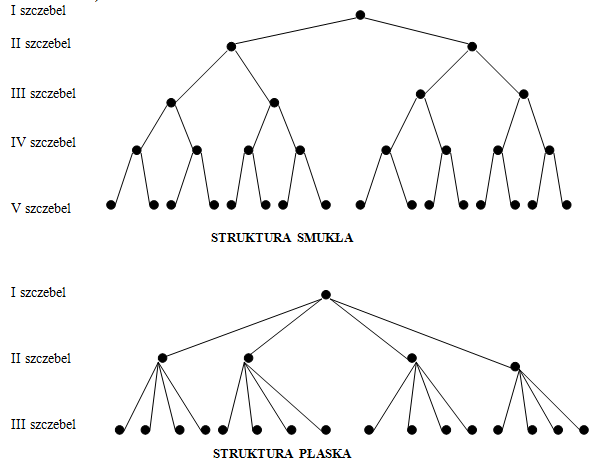 I szczebel
II szczebel
III szczebel
IV szczebel
V szczebel
STRUKTURA SMUKŁA
I szczebel
II szczebel
III szczebel
STRUKTURA PŁASKA